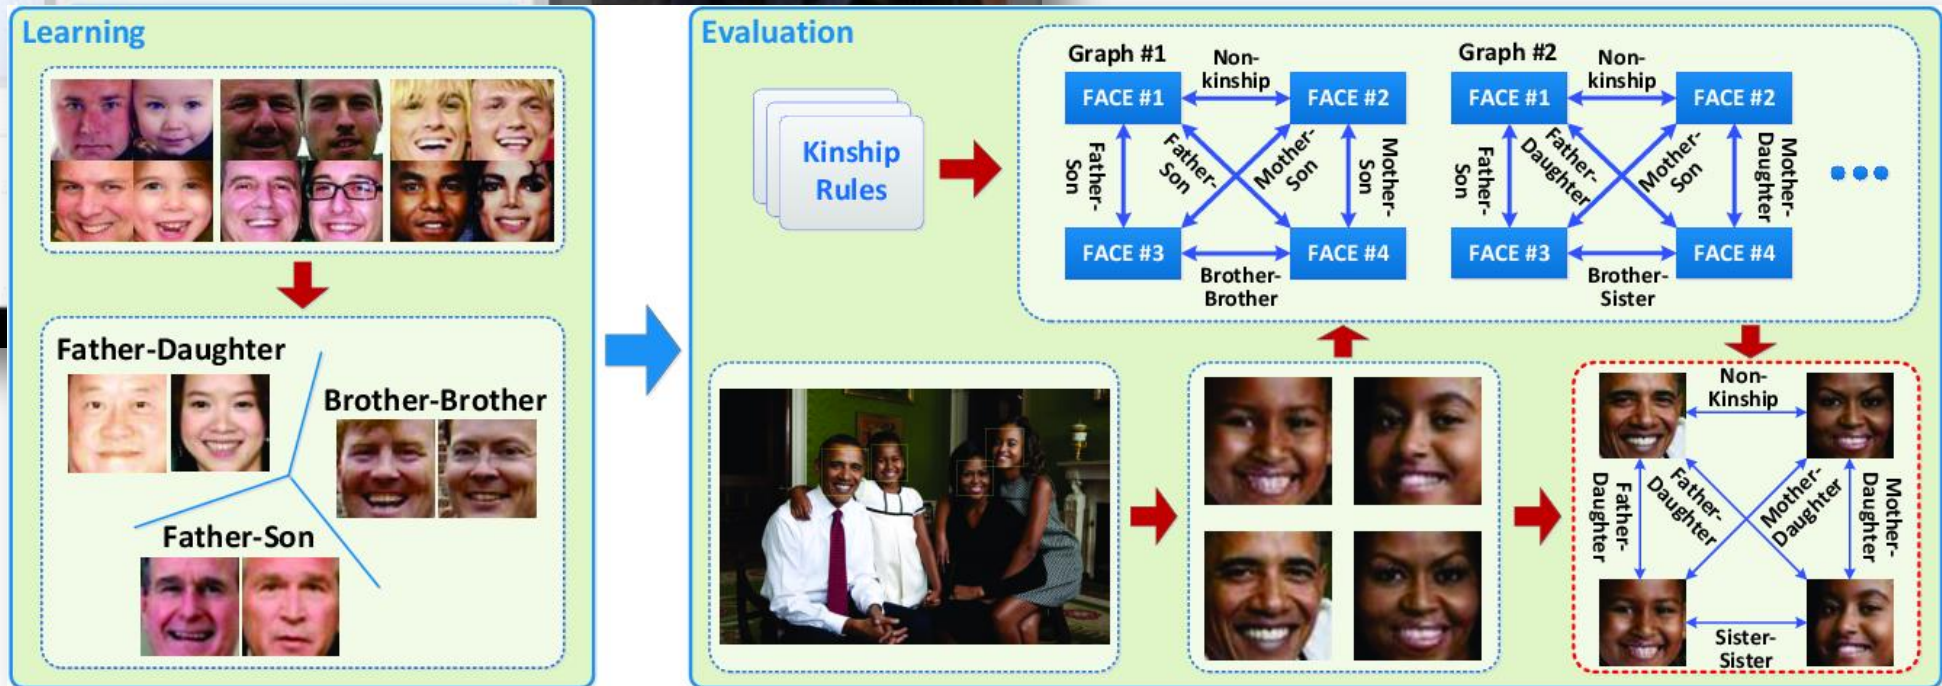 Learning
Father-Daughter
Brother-Brother
Father-Son
Evaluation
Kinship
Rules
Graph #1
Non-
kinship
FACE #1
FACE #2
Father-
Son
Father-
Son
Mother-
Son
Mother-
Son
FACE #3
FACE #4
Brother-
Brother
Graph #2
Non-
kinship
FACE #1
FACE #2
Father-
Son
Father-
Daughter
Mother-
Son
Mother-
Daughter
FACE #3
FACE #4
Brother-
Sister
Non-
Kinship
Father-
Daughter
Father-
Daughter
Mother-
Daughter
Mother-
Daughter
Sister-
Sister